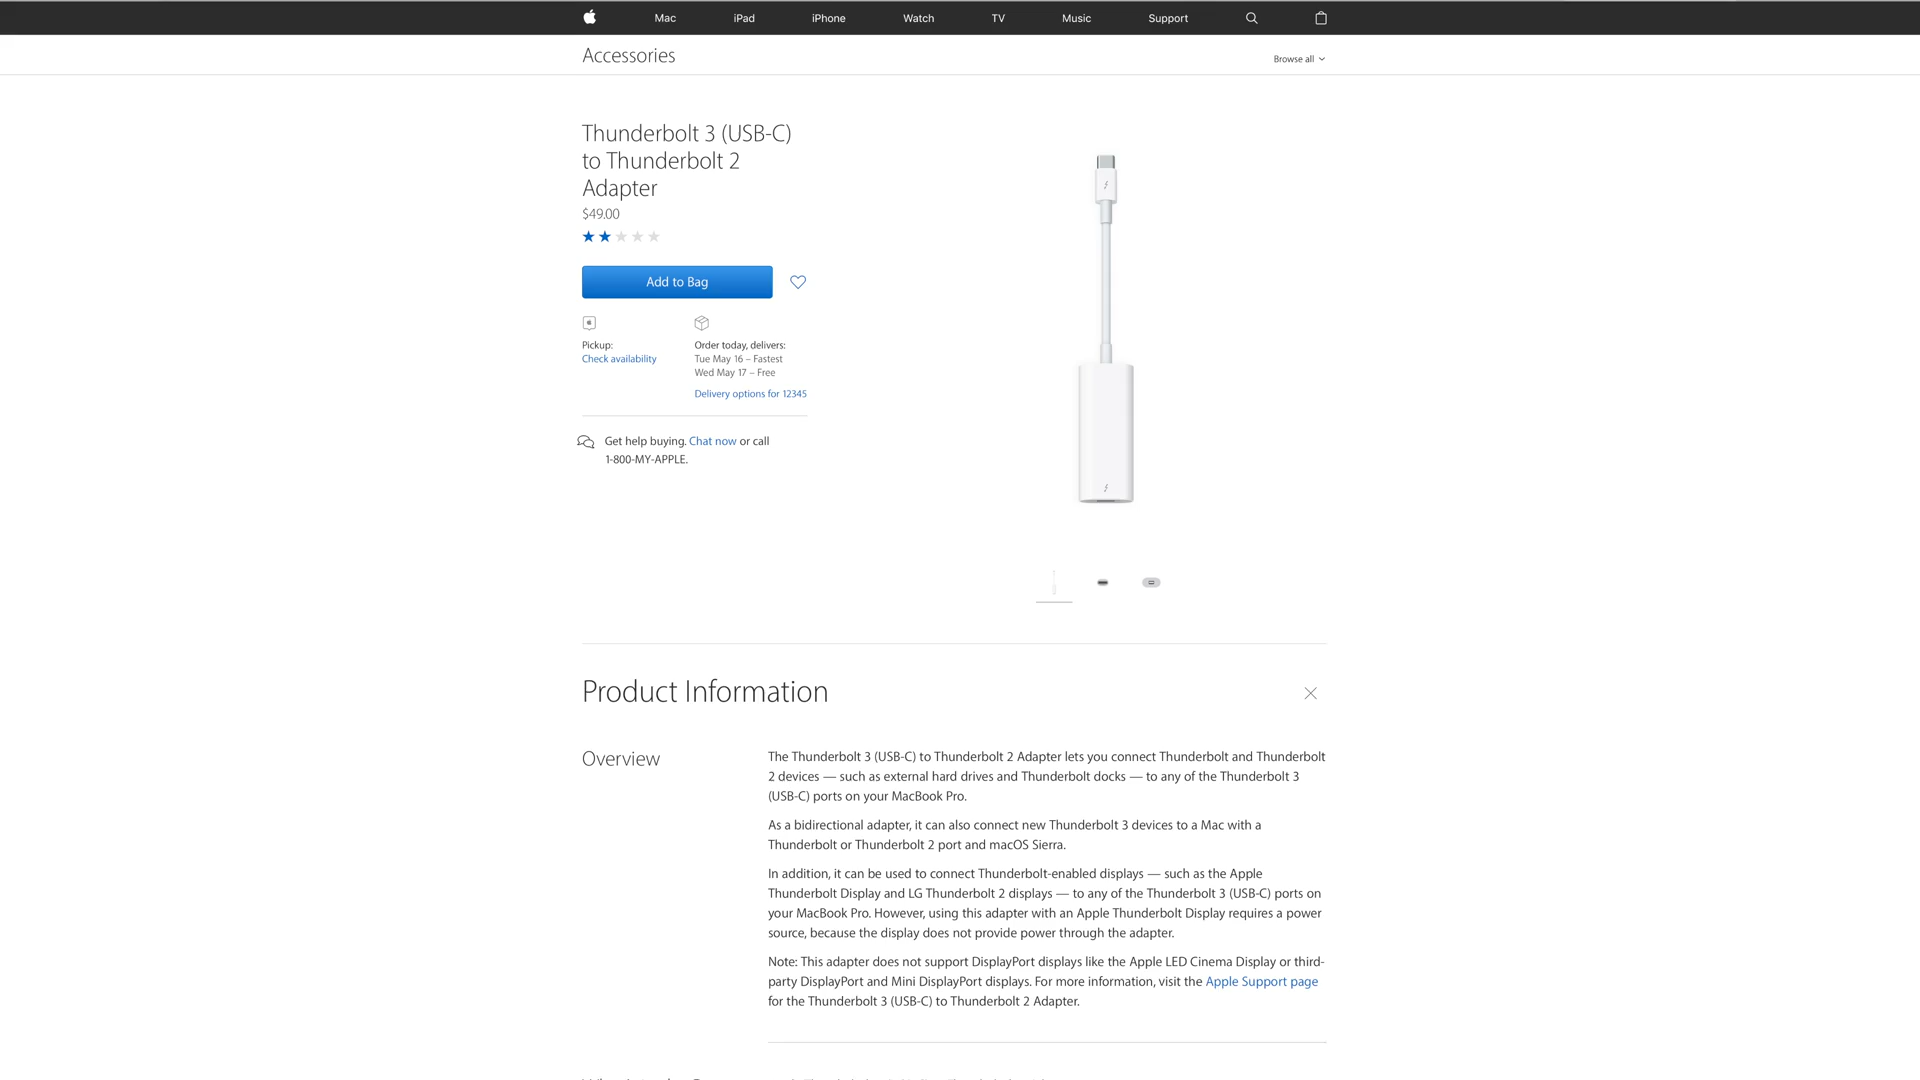 Mac iPad iPhone Watch TV Music Support
Accessories
Browse all
Thunderbolt 3 (USB-C)
to Thunderbolt 2
Adapter
$49.00
Add to Bag
Pickup:
Check availability
Order today, delivers:
Tue May 16 – Fastest
Wed May 17 – Free
Delivery options for 12345
Get help buying. Chat now or call
1-800-MY-APPLE.
Product Information
Overview
The Thunderbolt 3 (USB-C) to Thunderbolt 2 Adapter lets you connect Thunderbolt and Thunderbolt
2 devices — such as external hard drives and Thunderbolt docks — to any of the Thunderbolt 3
(USB-C) ports on your MacBook Pro.
As a bidirectional adapter, it can also connect new Thunderbolt 3 devices to a Mac with a
Thunderbolt or Thunderbolt 2 port and macOS Sierra.
In addition, it can be used to connect Thunderbolt-enabled displays — such as the Apple
Thunderbolt Display and LG Thunderbolt 2 displays — to any of the Thunderbolt 3 (USB-C) ports on
your MacBook Pro. However, using this adapter with an Apple Thunderbolt Display requires a power
source, because the display does not provide power through the adapter.
Note: This adapter does not support DisplayPort displays like the Apple LED Cinema Display or third-
party DisplayPort and Mini DisplayPort displays. For more information, visit the Apple Support page
for the Thunderbolt 3 (USB-C) to Thunderbolt 2 Adapter.